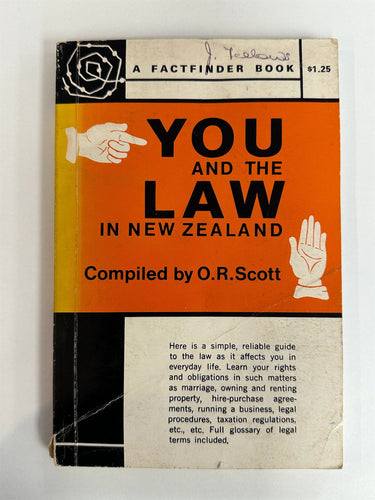 J.
A FACTFINDER BOOK $1.25
YOU
AND THE
LAW
IN NEW ZEALAND
Compiled by O.R.Scott
Here is a simple, reliable guide
to the law as it affects you in
everyday life. Learn your rights
and obligations in such matters
as marriage, owning and renting
property, hire-purchase agree-
ments, running a business, legal
procedures, taxation regulations,
etc., etc. Full glossary of legal
terms included.